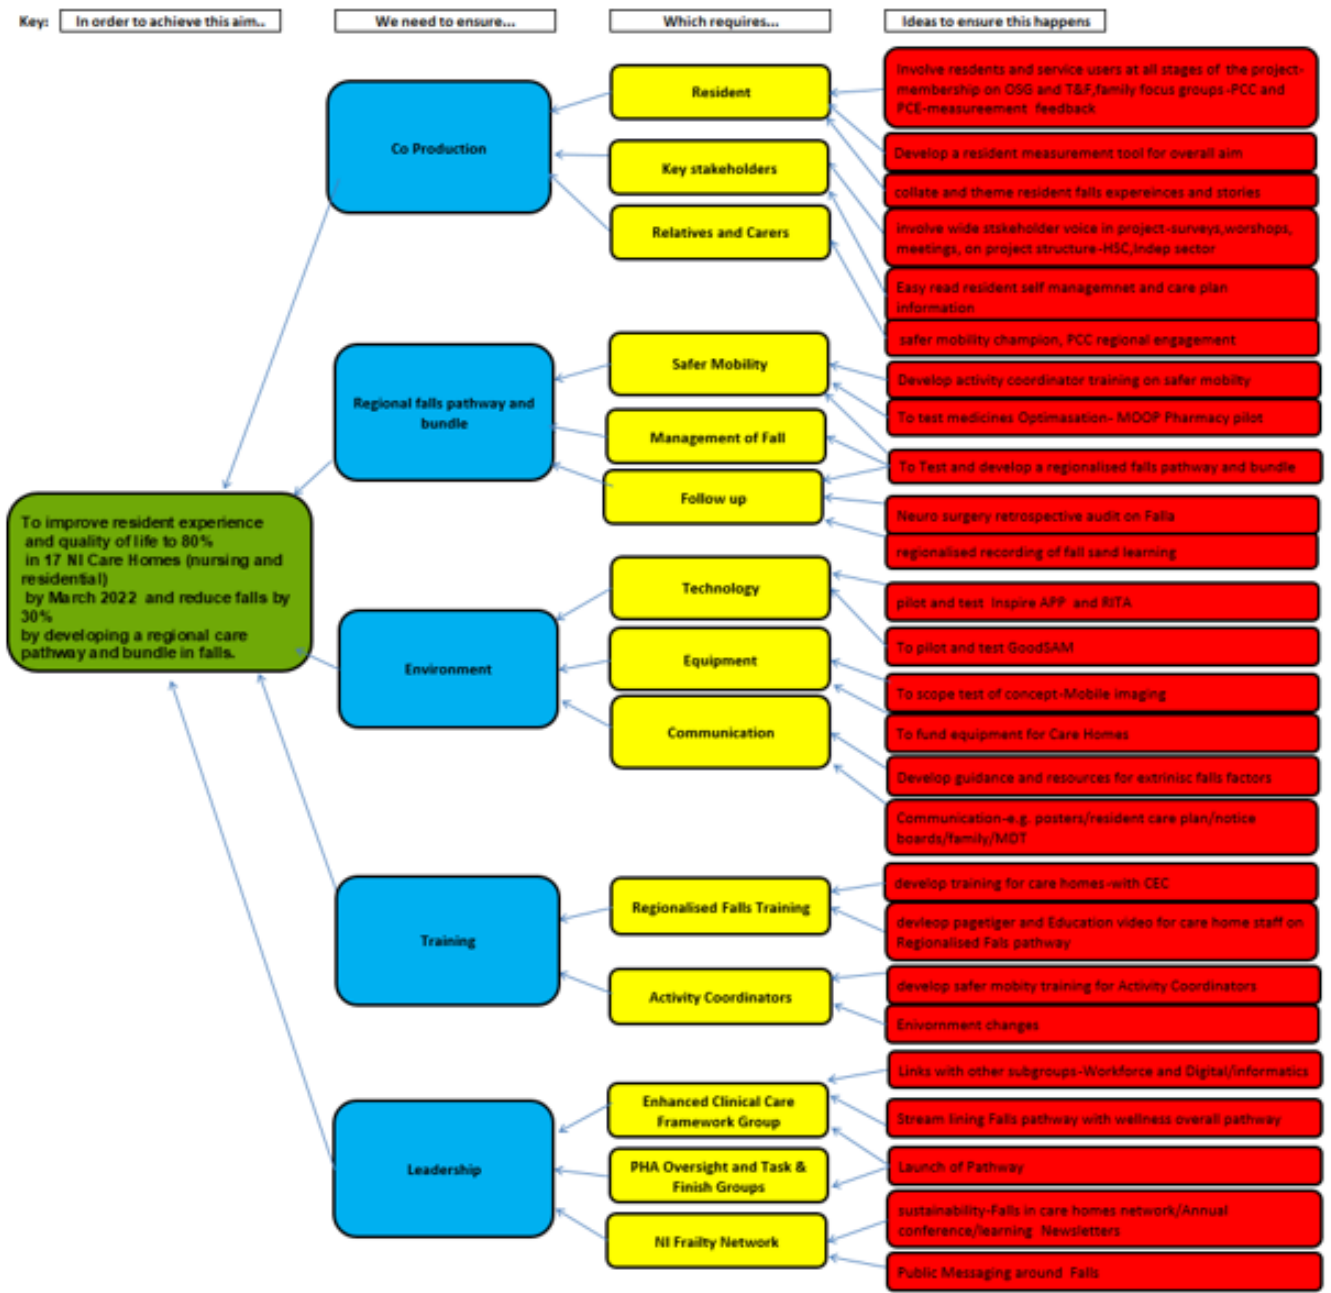 Key: In order to achieve this aim.. We need to ensure... Which requires... Ideas to ensure this happens
To improve resident experience
and quality of life to 80%
in 17 NI Care Homes (nursing and
residential)
by March 2022 and reduce falls by
30%
by developing a regional care
pathway and bundle in falls.
Co Production
Resident
Key stakeholders
Relatives and Carers
Involve resdents and service users at all stages of the project-
membership on OSG and T&F,family focus groups-PCC and
PCE-measureement feedback
Develop a resident measurement tool for overall aim
collate and theme resident falls expereinces and stories
involve wide stskeholder voice in project-surveys,worshops,
meetings, on project structure-HSC,Indep sector
Easy read resident self managemnet and care plan
information
safer mobility champion, PCC regional engagement
Regional falls pathway and
bundle
Safer Mobility
Management of Fall
Follow up
Develop activity coordinator training on safer mobilty
To test medicines Optimasation- MOOP Pharmacy pilot
To Test and develop a regionalised falls pathway and bundle
Neuro surgery retrospective audit on Falla
regionalised recording of fall sand learning
Environment
Technology
Equipment
Communication
pilot and test Inspire APP and RITA
To pilot and test GoodSAM
To scope test of concept-Mobile imaging
To fund equipment for Care Homes
Develop guidance and resources for extrinisc falls factors
Communication-e.g. posters/resident care plan/notice
boards/family/MDT
Training
Regionalised Falls Training
Activity Coordinators
develop training for care homes-with CEC
devleop pagetiger and Education video for care home staff on
Regionalised Fals pathway
develop safer mobity training for Activity Coordinators
Enivornment changes
Leadership
Enhanced Clinical Care
Framework Group
PHA Oversight and Task &
Finish Groups
NI Frailty Network
Links with other subgroups-Workforce and Digital/informatics
Stream lining Falls pathway with wellness overall pathway
Launch of Pathway
sustainability-Falls in care homes network/Annual
conference/learning Newsletters
Public Messaging around Falls